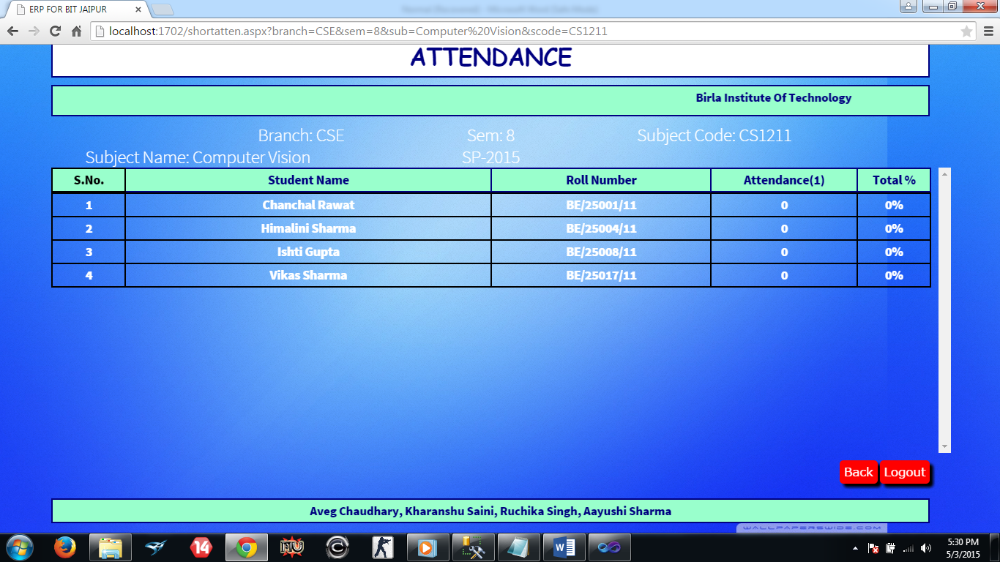 ERP FOR BIT JAIPUR
localhost:1702/shortatten.aspx?branch=CSE&sem=8&sub=Computer%20Vision&scode=CS1211
ATTENDANCE
Birla Institute Of Technology
Branch: CSE Sem: 8 Subject Code: CS1211
Subject Name: Computer Vision SP-2015
S.No. Student Name Roll Number Attendance(1) Total %
1 Chanchal Rawat BE/25001/11 0 0%
2 Himalini Sharma BE/25004/11 0 0%
3 Ishti Gupta BE/25008/11 0 0%
4 Vikas Sharma BE/25017/11 0 0%
Back Logout
Aveg Chaudhary, Kharanshu Saini, Ruchika Singh, Aayushi Sharma
WALLPAPERSWIDE.COM
14
5:30 PM
5/3/2015